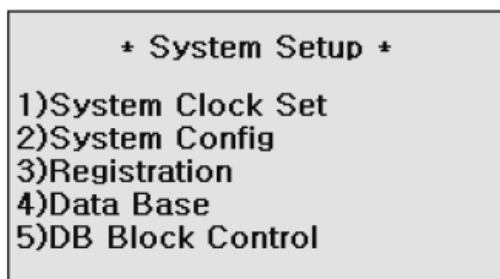 * System Setup *
1)System Clock Set
2)System Config
3)Registration
4)Data Base
5)DB Block Control